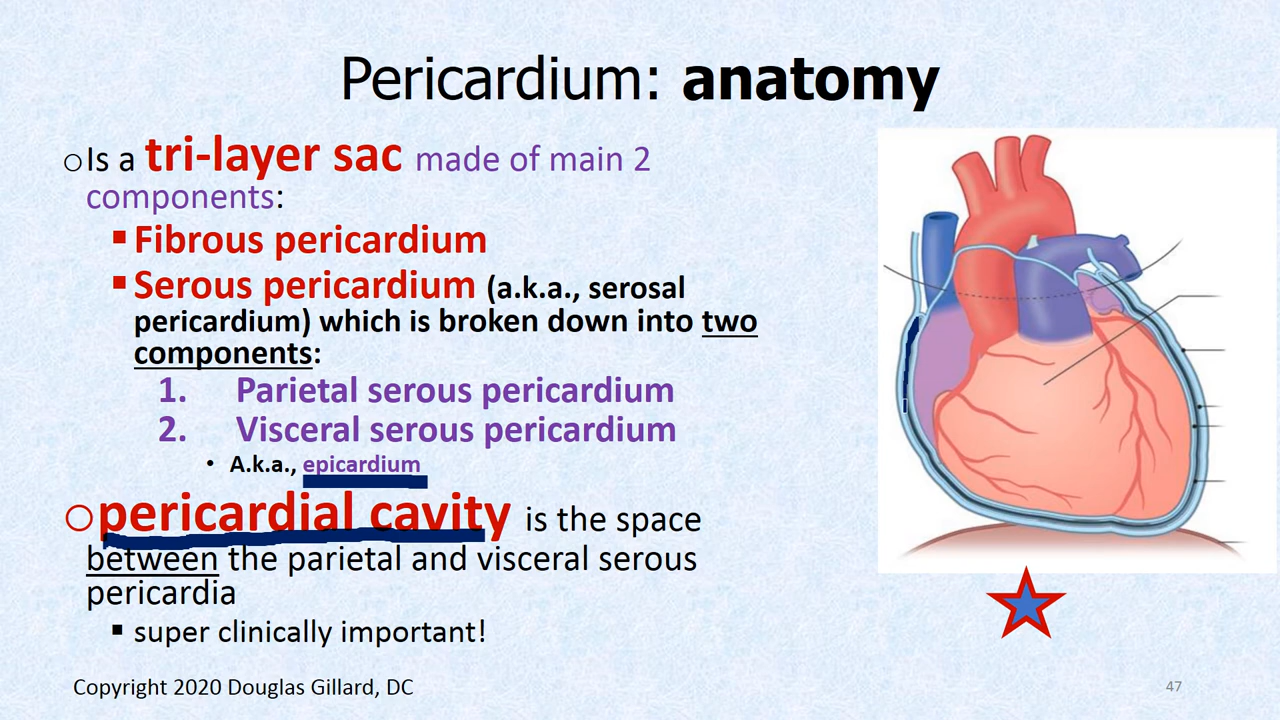 Pericardium: anatomy
Is a tri-layer sac made of main 2
components:
Fibrous pericardium
Serous pericardium (a.k.a., serosal
pericardium) which is broken down into two
components:
1. Parietal serous pericardium
2. Visceral serous pericardium
• A.k.a., epicardium
pericardial cavity is the space
between the parietal and visceral serous
pericardia
super clinically important!
Copyright 2020 Douglas Gillard, DC
47